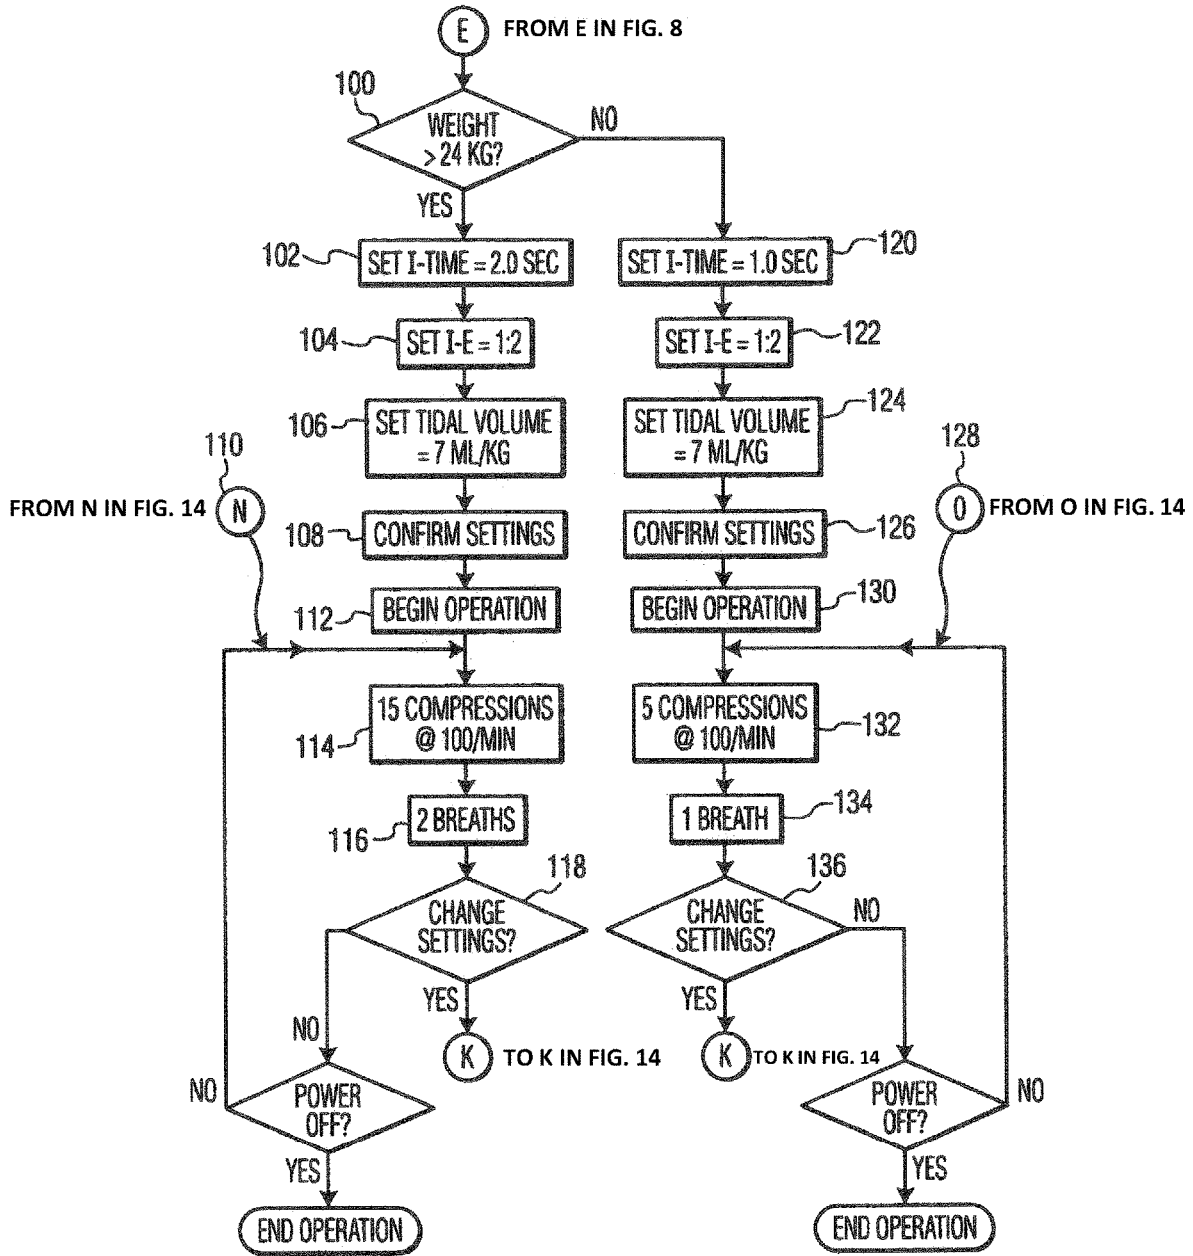 E FROM E IN FIG. 8
100
WEIGHT
> 24 KG?
NO
YES
102
SET I-TIME = 2.0 SEC
SET I-TIME = 1.0 SEC
120
104
SET I-E = 1:2
SET I-E = 1:2
122
106
SET TIDAL VOLUME
= 7 ML/KG
SET TIDAL VOLUME
= 7 ML/KG
124
110
FROM N IN FIG. 14 N
128
O FROM O IN FIG. 14
108
CONFIRM SETTINGS
CONFIRM SETTINGS
126
112
BEGIN OPERATION
BEGIN OPERATION
130
114
15 COMPRESSIONS
@ 100/MIN
5 COMPRESSIONS
@ 100/MIN
132
116
2 BREATHS
1 BREATH
134
118
CHANGE
SETTINGS?
136
CHANGE
SETTINGS?
NO
YES
YES
NO
K TO K IN FIG. 14
K TO K IN FIG. 14
NO
POWER
OFF?
POWER
OFF?
NO
YES
YES
END OPERATION
END OPERATION